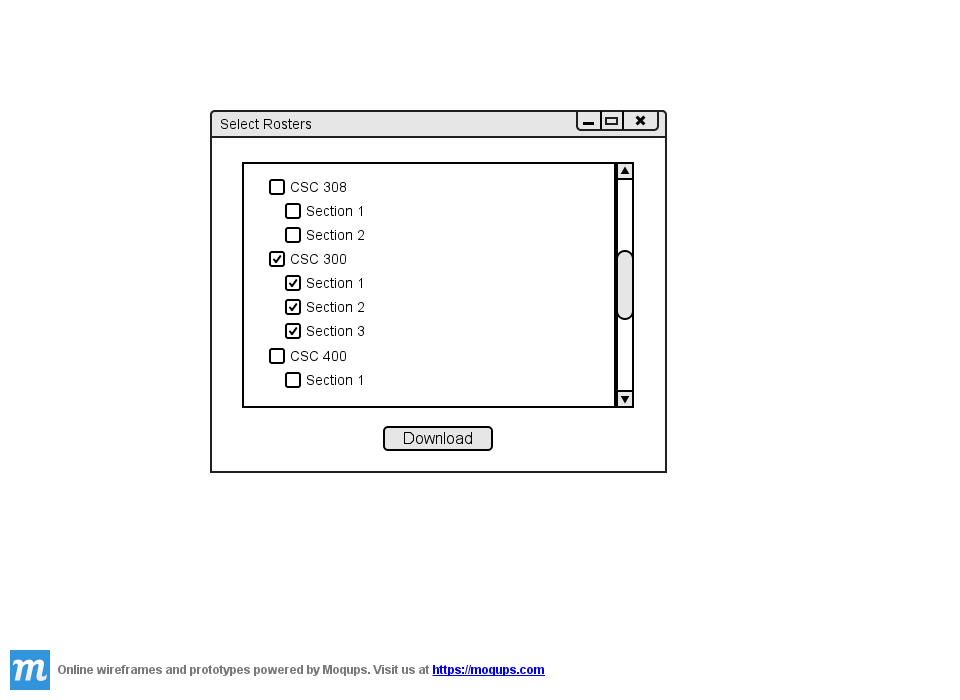 Select Rosters
CSC 308
Section 1
Section 2
CSC 300
Section 1
Section 2
Section 3
CSC 400
Section 1
Download
m Online wireframes and prototypes powered by Moqups. Visit us at https://moqups.com